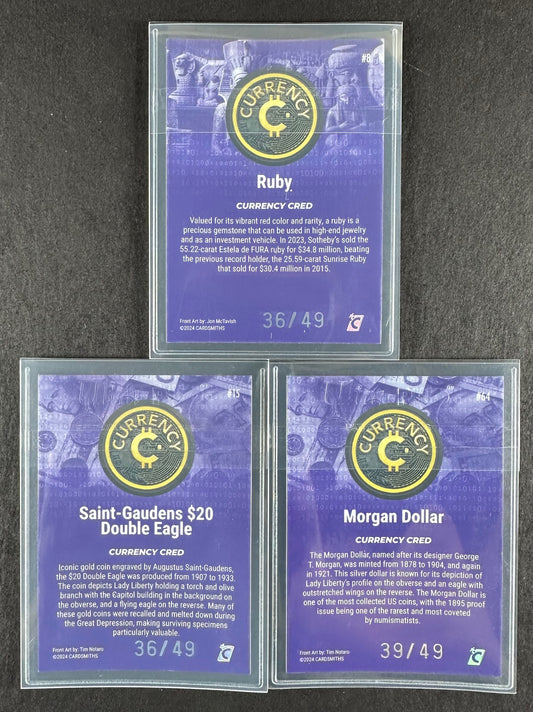 #8
CURRENCY
Ruby
CURRENCY CRED
Valued for its vibrant red color and rarity, a ruby is a
precious gemstone that can be used in high-end jewelry
and as an investment vehicle. In 2023, Sotheby's sold the
55.22-carat Estela de FURA ruby for $34.8 million, beating
the previous record holder, the 25.59-carat Sunrise Ruby
that sold for $30.4 million in 2015.
Front Art by: Jon McTavish
©2024 CARDSMITHS
36/49
#15
CURRENCY
Saint-Gaudens $20
Double Eagle
CURRENCY CRED
Iconic gold coin engraved by Augustus Saint-Gaudens,
the $20 Double Eagle was produced from 1907 to 1933.
The coin depicts Lady Liberty holding a torch and olive
branch with the Capitol building in the background on
the obverse, and a flying eagle on the reverse. Many of
these gold coins were recalled and melted down during
the Great Depression, making surviving specimens
particularly valuable.
Front Art by: Tim Notaro
©2024 CARDSMITHS
36/49
#64
CURRENCY
Morgan Dollar
CURRENCY CRED
The Morgan Dollar, named after its designer George
T. Morgan, was minted from 1878 to 1904, and again
in 1921. This silver dollar is known for its depiction of
Lady Liberty's profile on the obverse and an eagle with
outstretched wings on the reverse. The Morgan Dollar is
one of the most collected US coins, with the 1895 proof
issue being one of the rarest and most coveted
by numismatists.
Front Art by: Tim Notaro
©2024 CARDSMITHS
39/49